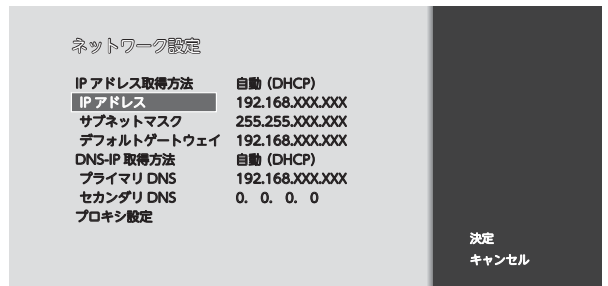 ネットワーク設定
IP アドレス取得方法 自動 (DHCP)
IP アドレス 192.168.XXX.XXX
サブネットマスク 255.255.XXX.XXX
デフォルトゲートウェイ 192.168.XXX.XXX
DNS-IP 取得方法 自動 (DHCP)
プライマリ DNS 192.168.XXX.XXX
セカンダリ DNS 0. 0. 0. 0
プロキシ設定
決定
キャンセル